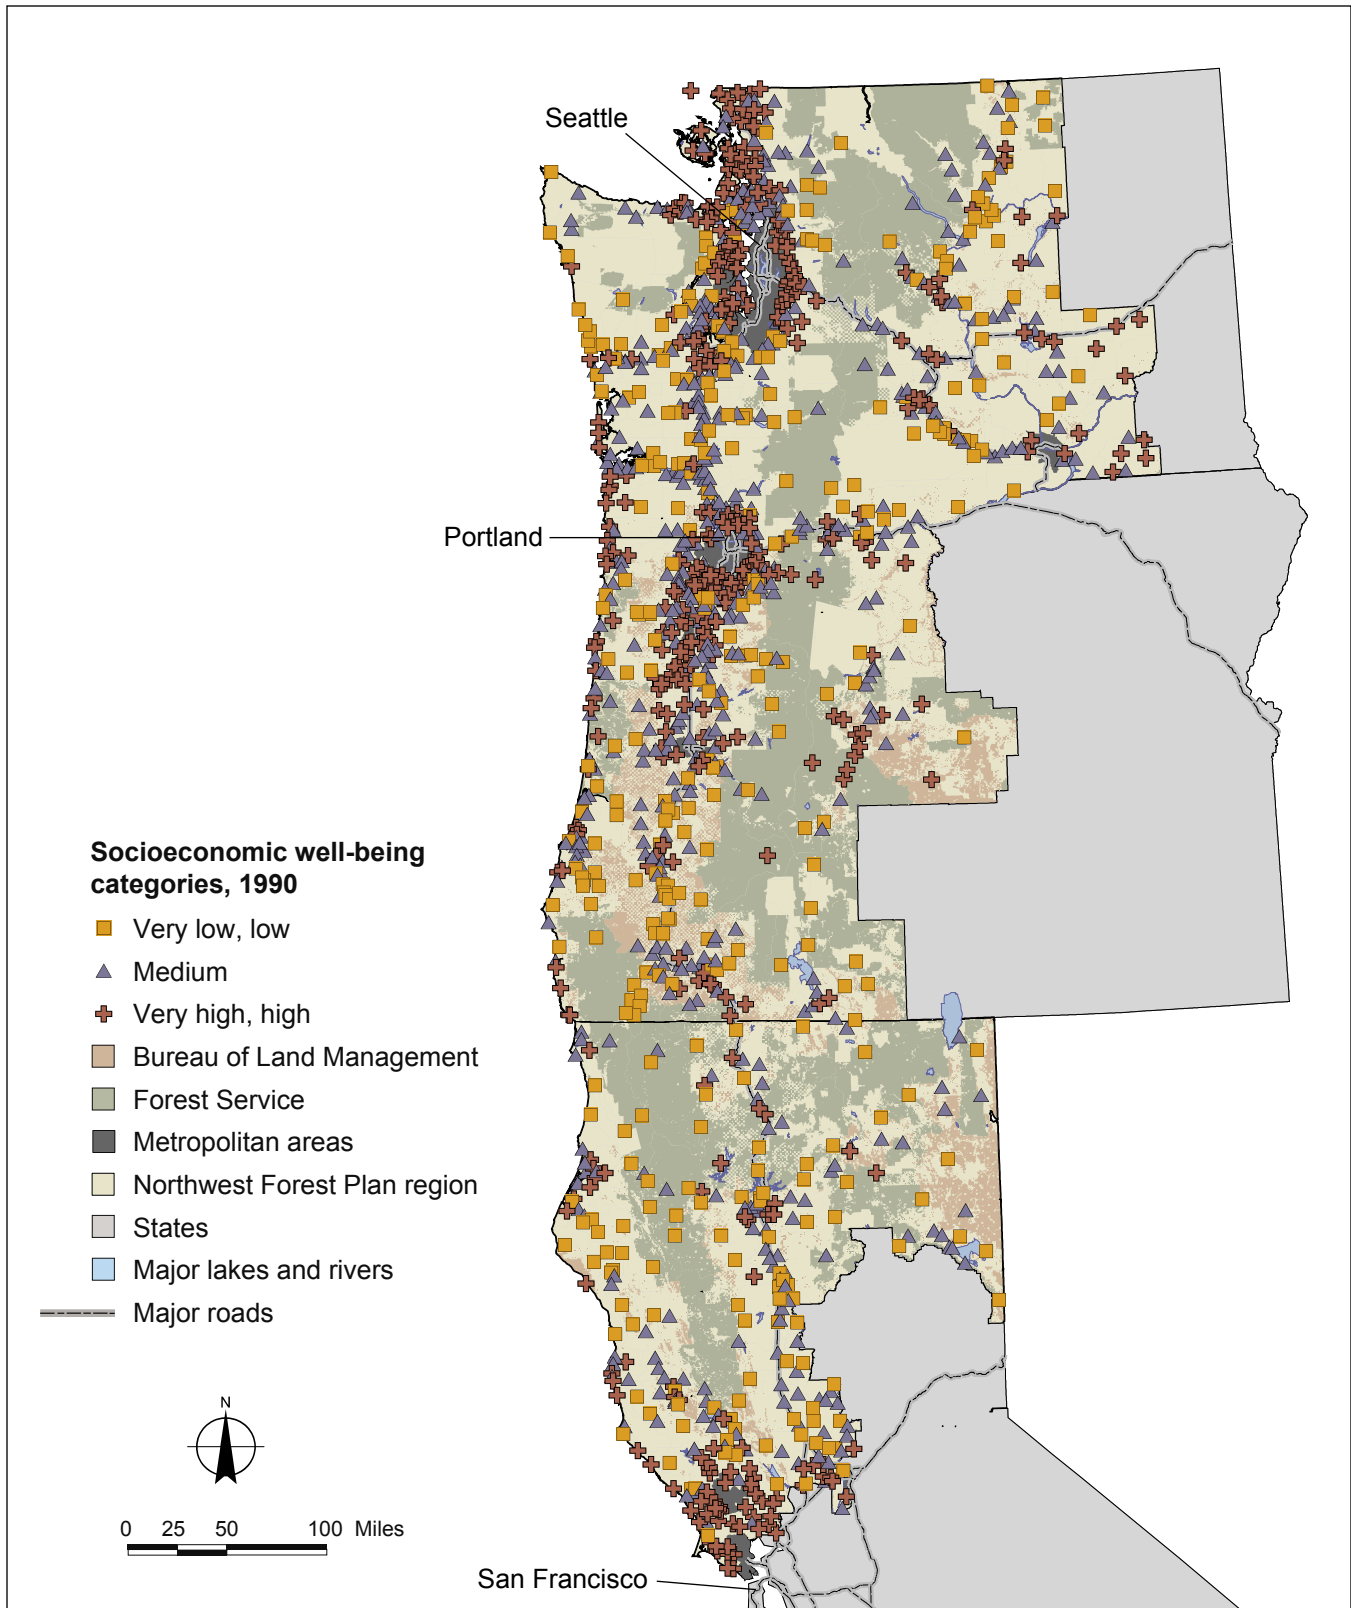 Seattle
Portland
Socioeconomic well-being
categories, 1990
Very low, low
Medium
Very high, high
Bureau of Land Management
Forest Service
Metropolitan areas
Northwest Forest Plan region
States
Major lakes and rivers
Major roads
N
0 25 50 100 Miles
San Francisco